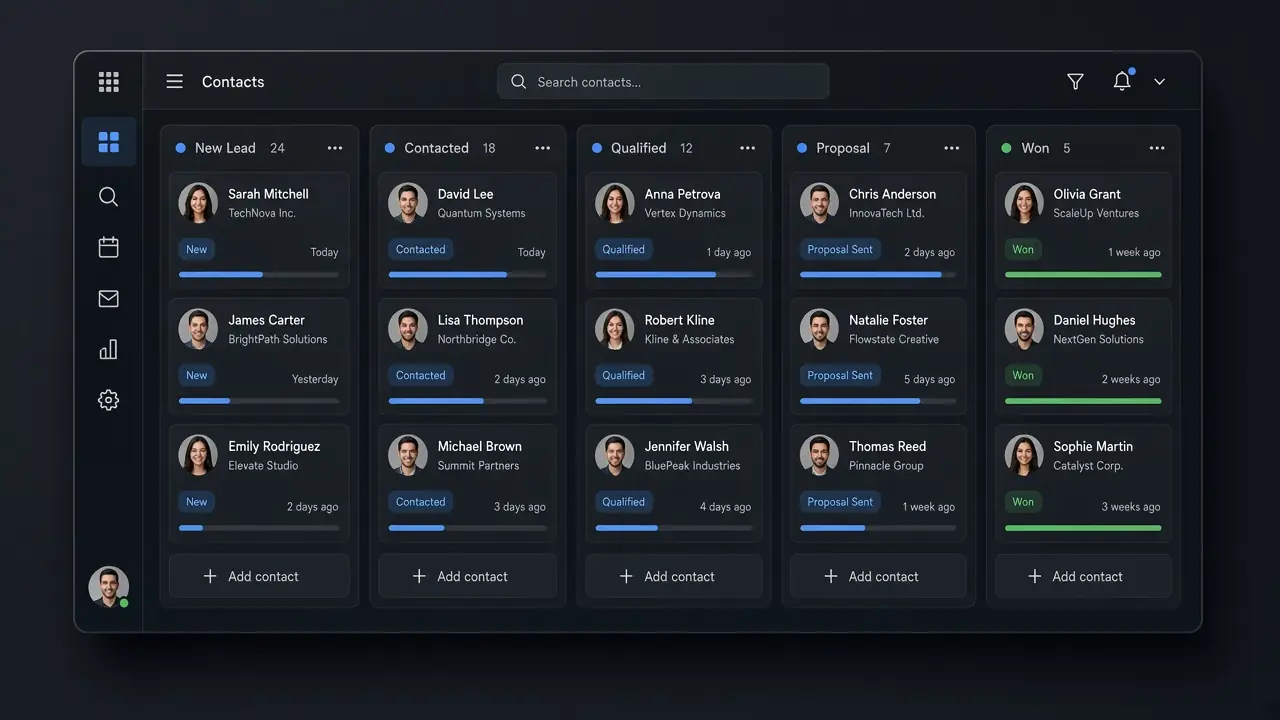 Contacts
Search contacts...
New Lead 24
Sarah Mitchell
TechNova Inc.
New Today
James Carter
BrightPath Solutions
New Yesterday
Emily Rodriguez
Elevate Studio
New 2 days ago
Add contact
Contacted 18
David Lee
Quantum Systems
Contacted Today
Lisa Thompson
Northbridge Co.
Contacted 2 days ago
Michael Brown
Summit Partners
Contacted 3 days ago
Add contact
Qualified 12
Anna Petrova
Vertex Dynamics
Qualified 1 day ago
Robert Kline
Kline & Associates
Qualified 3 days ago
Jennifer Walsh
BluePeak Industries
Qualified 4 days ago
Add contact
Proposal 7
Chris Anderson
InnovaTech Ltd.
Proposal Sent 2 days ago
Natalie Foster
Flowstate Creative
Proposal Sent 5 days ago
Thomas Reed
Pinnacle Group
Proposal Sent 1 week ago
Add contact
Won 5
Olivia Grant
ScaleUp Ventures
Won 1 week ago
Daniel Hughes
NextGen Solutions
Won 2 weeks ago
Sophie Martin
Catalyst Corp.
Won 3 weeks ago
Add contact